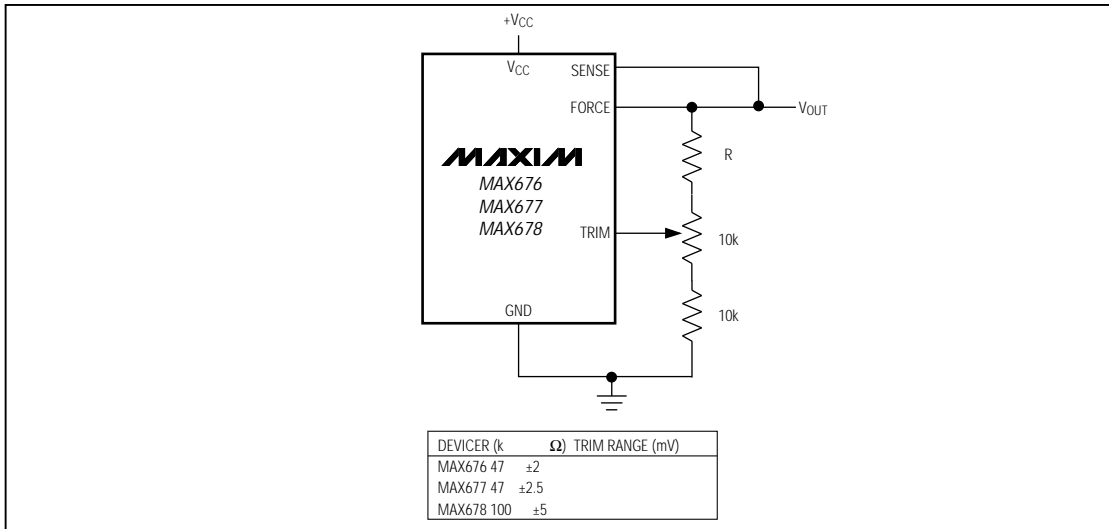 +VCC
VCC
SENSE
FORCE
VOUT
R
MAXIM
MAX676
MAX677
MAX678
TRIM
10k
10k
GND
DEVICER (k Ω) TRIM RANGE (mV)
MAX676 47 ±2
MAX677 47 ±2.5
MAX678 100 ±5